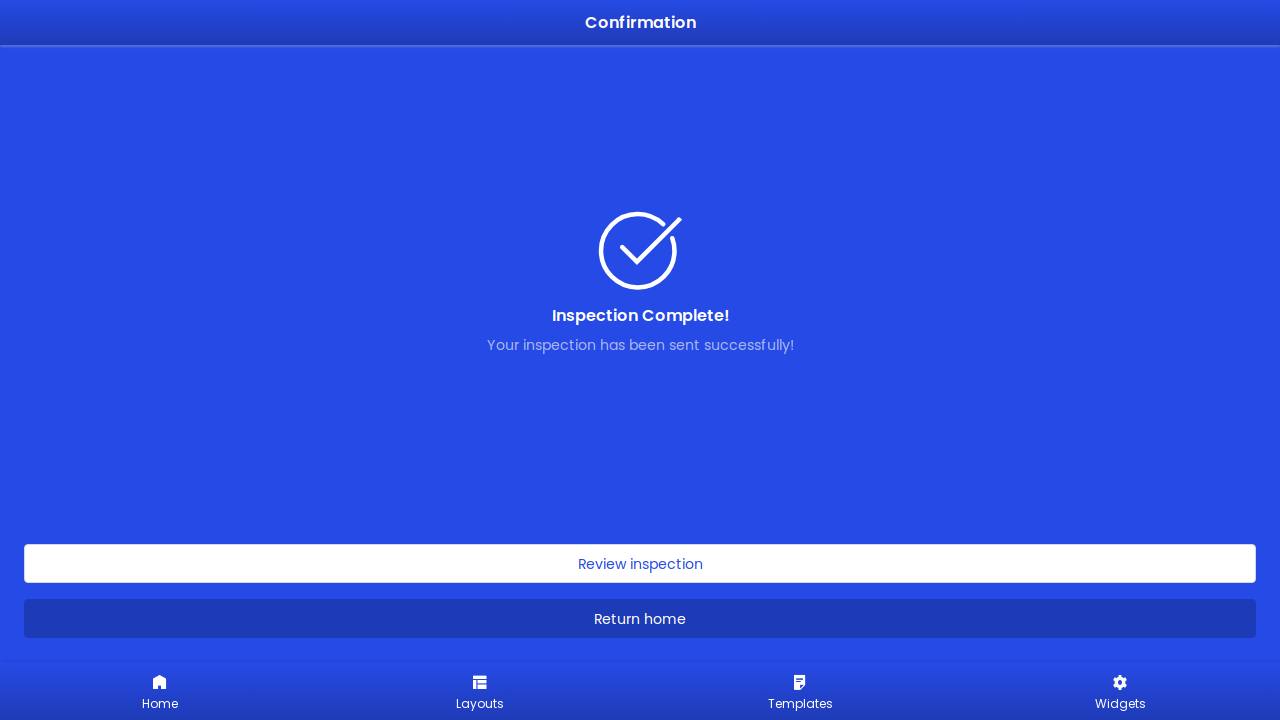 Confirmation
Inspection Complete!
Your inspection has been sent successfully!
Review inspection
Return home
Home
Layouts
Templates
Widgets